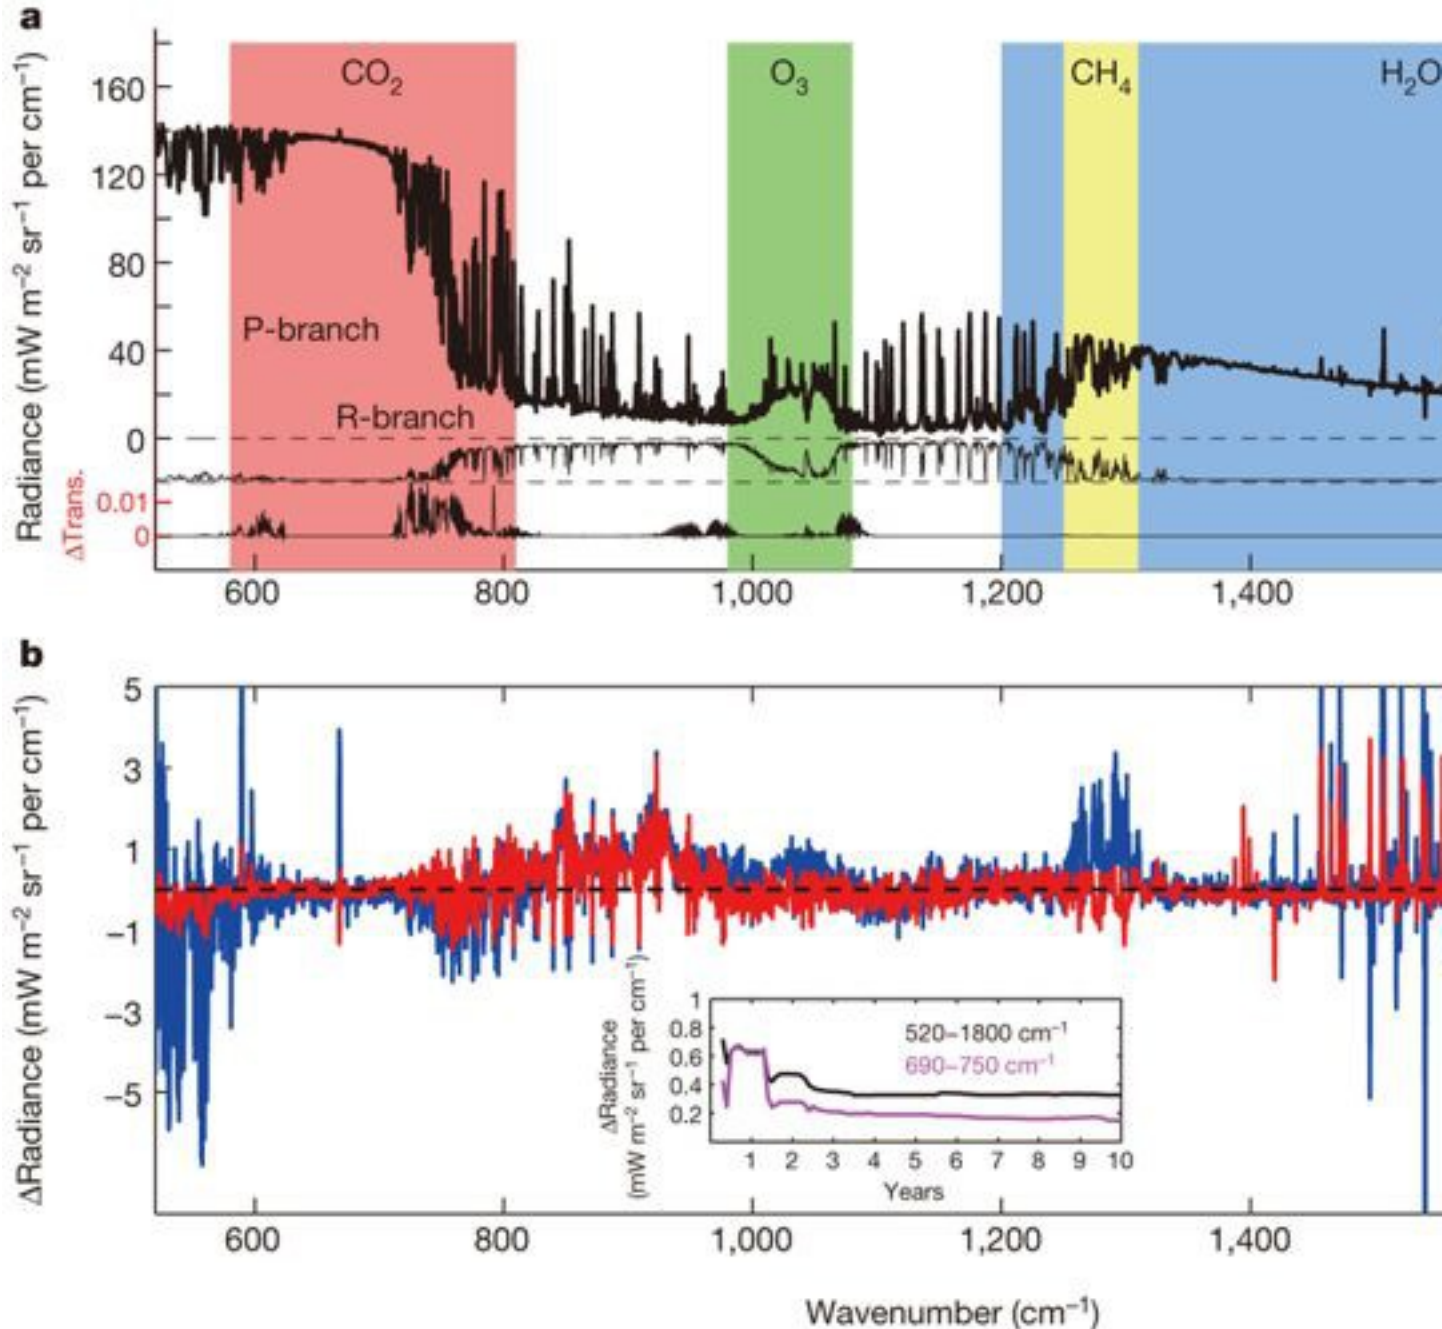 a
Radiance (mW m⁻² sr⁻¹ per cm⁻¹)
ΔTrans.
160
120
80
40
0
0.01
0
CO₂
O₃
CH₄
H₂O
P-branch
R-branch
600
800
1,000
1,200
1,400
b
ΔRadiance (mW m⁻² sr⁻¹ per cm⁻¹)
5
3
1
−1
−3
−5
ΔRadiance
(mW m⁻² sr⁻¹ per cm⁻¹)
1
0.8
0.6
0.4
0.2
520–1800 cm⁻¹
690–750 cm⁻¹
1 2 3 4 5 6 7 8 9 10
Years
600
800
1,000
1,200
1,400
Wavenumber (cm⁻¹)